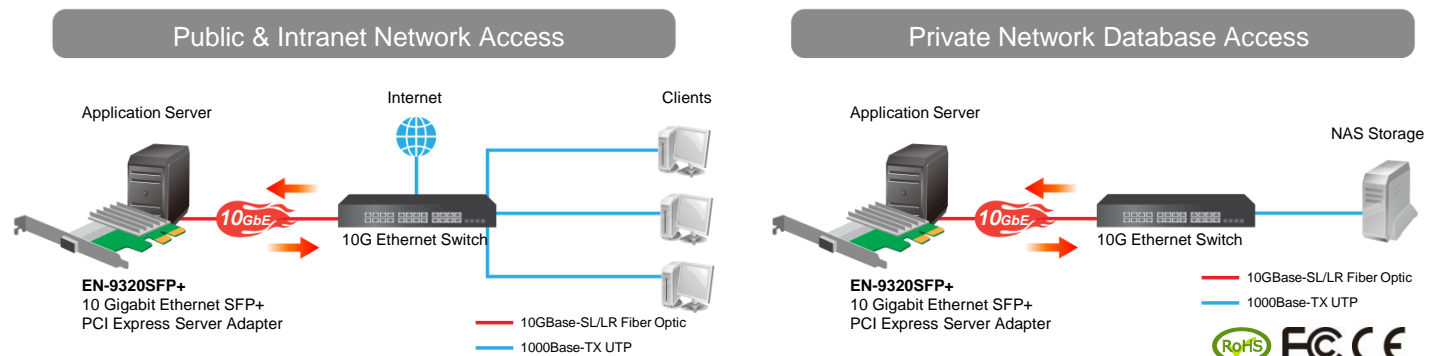 Public & Intranet Network Access
Application Server
Internet
Clients
10GbE
10G Ethernet Switch
EN-9320SFP+
10 Gigabit Ethernet SFP+
PCI Express Server Adapter
10GBase-SL/LR Fiber Optic
1000Base-TX UTP
Private Network Database Access
Application Server
NAS Storage
10GbE
10G Ethernet Switch
EN-9320SFP+
10 Gigabit Ethernet SFP+
PCI Express Server Adapter
10GBase-SL/LR Fiber Optic
1000Base-TX UTP
RoHS FC CE